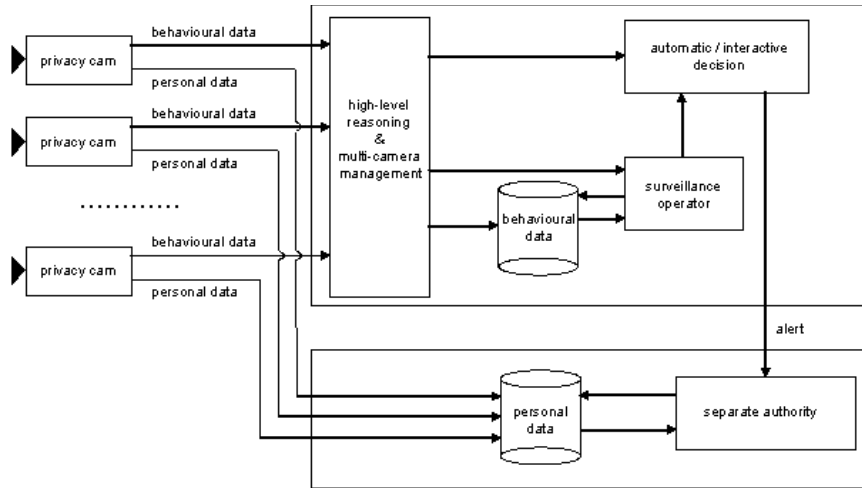 behavioural data
privacy cam
personal data
behavioural data
privacy cam
personal data
............
behavioural data
privacy cam
personal data
high-level
reasoning
&
multi-camera
management
automatic / interactive
decision
surveillance
operator
behavioural
data
alert
personal
data
separate authority